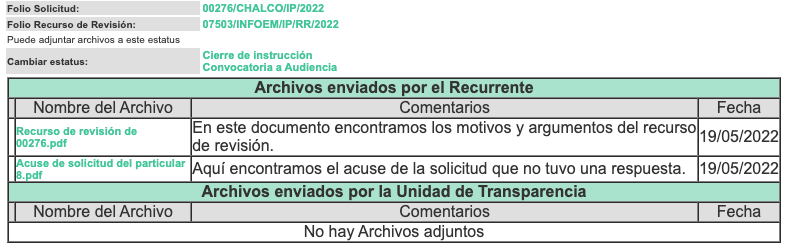 Folio Solicitud: 00276/CHALCO/IP/2022
Folio Recurso de Revisión: 07503/INFOEM/IP/RR/2022
Puede adjuntar archivos a este estatus
Cambiar estatus: Cierre de instrucción
Convocatoria a Audiencia
Archivos enviados por el Recurrente
Nombre del Archivo Comentarios Fecha
Recurso de revisión de 00276.pdf En este documento encontramos los motivos y argumentos del recurso de revisión. 19/05/2022
Acuse de solicitud del particular 8.pdf Aquí encontramos el acuse de la solicitud que no tuvo una respuesta. 19/05/2022
Archivos enviados por la Unidad de Transparencia
Nombre del Archivo Comentarios Fecha
No hay Archivos adjuntos